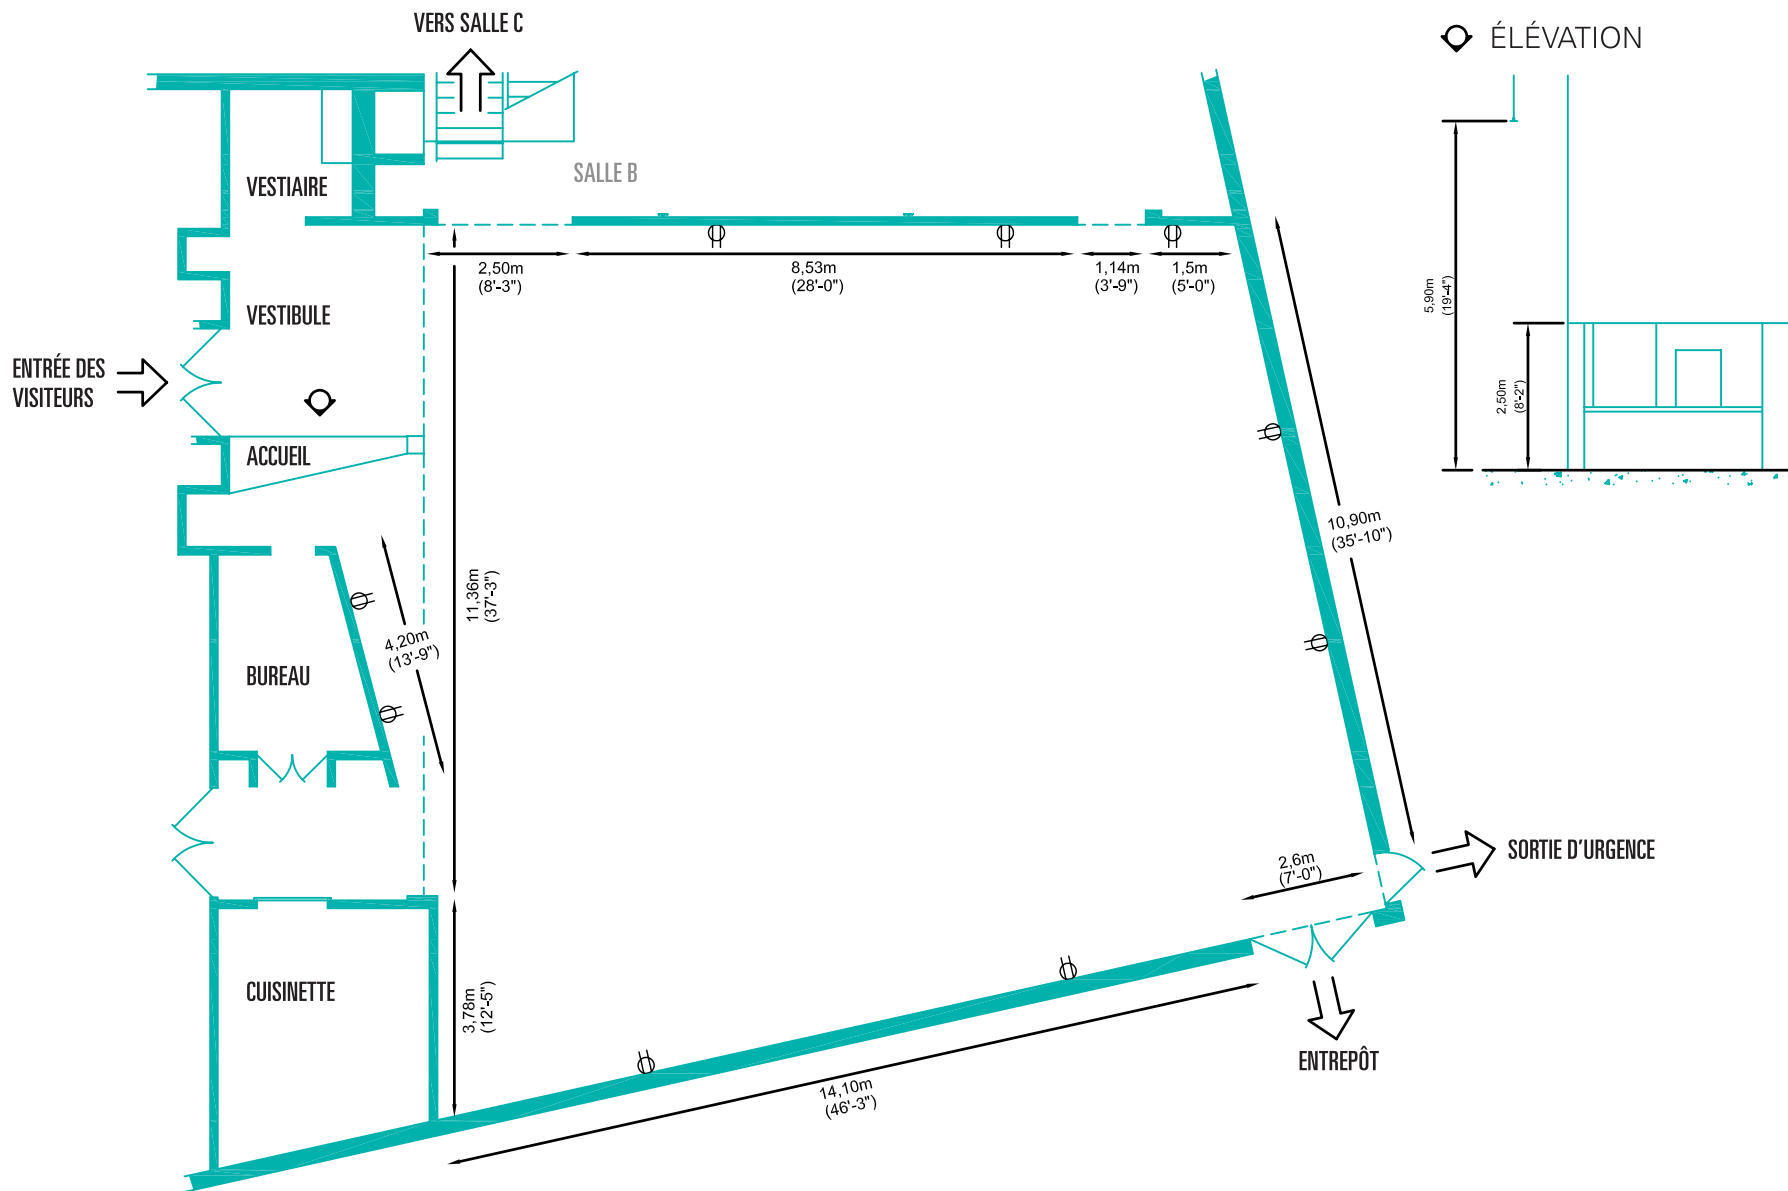 VERS SALLE C
ÉLÉVATION
SALLE B
VESTIAIRE
2,50m
(8'-3")
8,53m
(28'-0")
1,14m
(3'-9")
1,5m
(5'-0")
VESTIBULE
5,90m
(19'-4")
2,50m
(8'-2")
ENTRÉE DES
VISITEURS
ACCUEIL
10,90m
(35'-10")
11,36m
(37'-3")
4,20m
(13'-9")
BUREAU
SORTIE D'URGENCE
2,6m
(7'-0")
CUISINETTE
3,78m
(12'-5")
ENTREPÔT
14,10m
(46'-3")